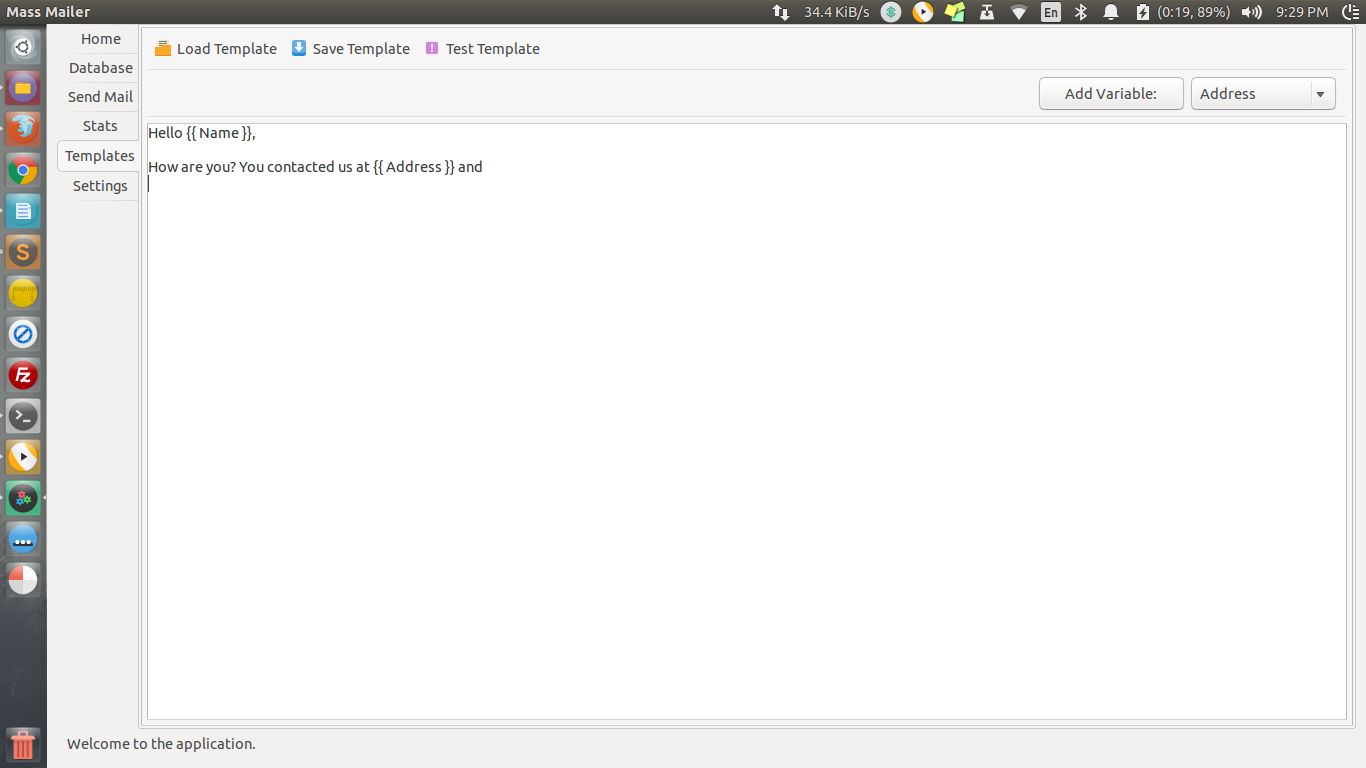 Mass Mailer
34.4 KiB/s
En
(0:19, 89%)
9:29 PM
Home
Database
Send Mail
Stats
Templates
Settings
Load Template
Save Template
Test Template
Add Variable:
Address
Hello {{ Name }},
How are you? You contacted us at {{ Address }} and
S
Fz
Welcome to the application.